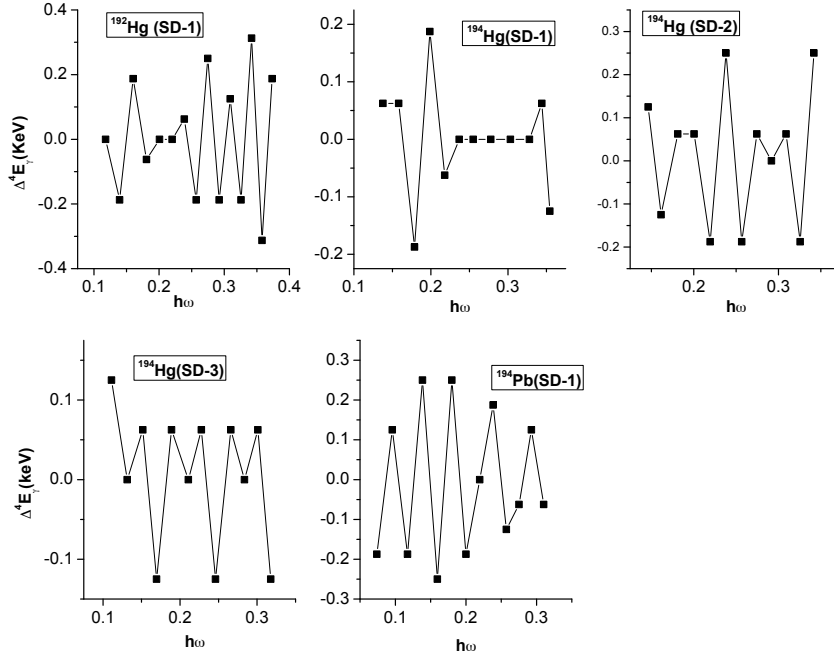 ¹⁹²Hg (SD-1)
Δ⁴Eᵧ(KeV)
0.4
0.2
0.0
-0.2
-0.4
0.1 0.2 0.3 0.4
hω
¹⁹⁴Hg(SD-1)
0.2
0.1
0.0
-0.1
-0.2
0.2 0.3
hω
¹⁹⁴Hg (SD-2)
0.3
0.2
0.1
0.0
-0.1
-0.2
0.2 0.3
hω
¹⁹⁴Hg(SD-3)
Δ⁴Eᵧ(keV)
0.1
0.0
-0.1
0.1 0.2 0.3
hω
¹⁹⁴Pb(SD-1)
0.3
0.2
0.1
0.0
-0.1
-0.2
-0.3
0.1 0.2 0.3
hω